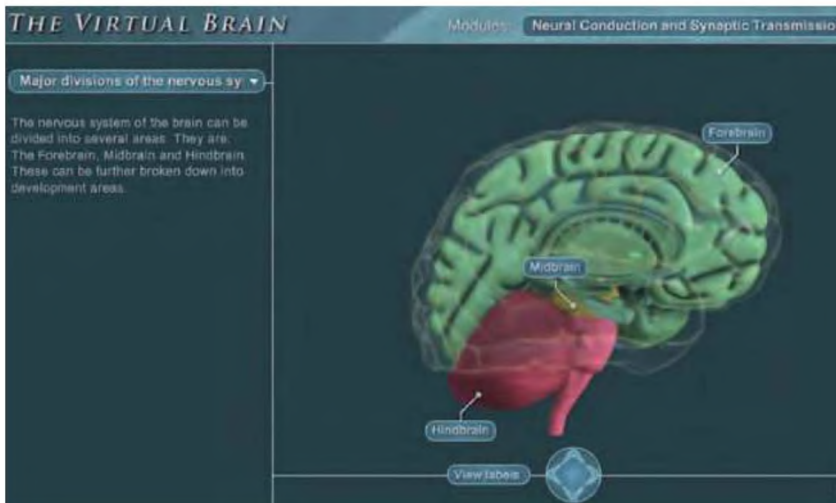 THE VIRTUAL BRAIN
Modules: Neural Conduction and Synaptic Transmissio
Major divisions of the nervous sy
The nervous system of the brain can be
divided into several areas. They are:
The Forebrain, Midbrain and Hindbrain
These can be further broken down into
development areas.
Forebrain
Midbrain
Hindbrain
View labels